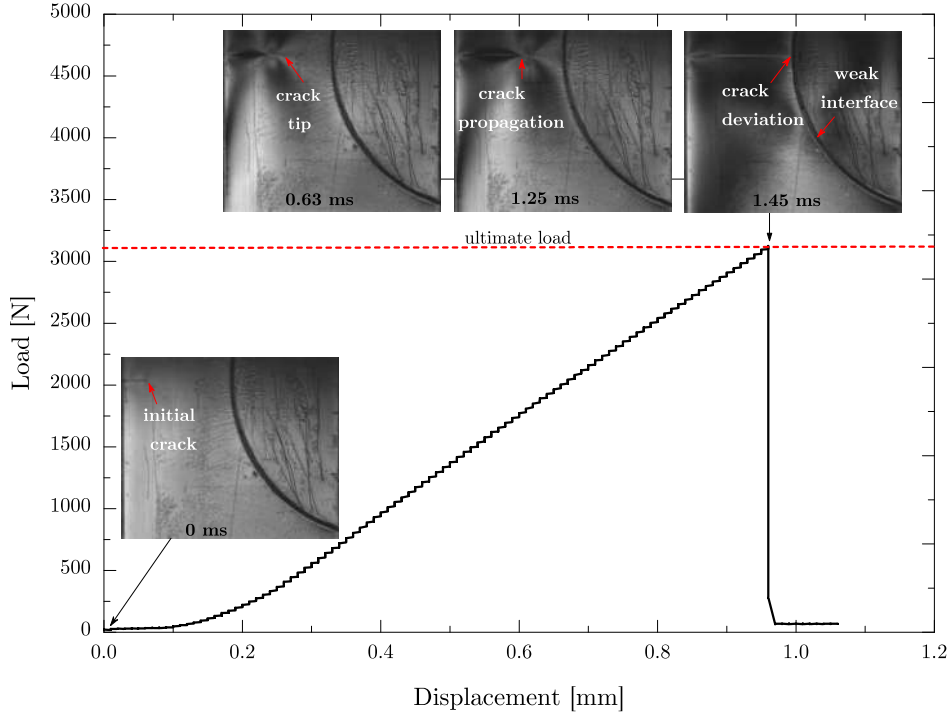 5000
4500
4000
3500
3000
2500
2000
1500
1000
500
0
Load [N]
crack
tip
0.63 ms
crack
propagation
1.25 ms
crack
deviation
weak
interface
1.45 ms
ultimate load
initial
crack
0 ms
0.0
0.2
0.4
0.6
0.8
1.0
1.2
Displacement [mm]